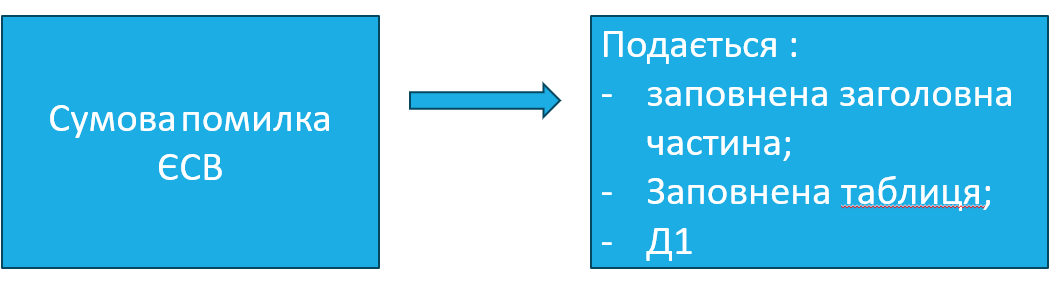 Сумова помилка
ЄСВ
Подається :
- заповнена заголовна
частина;
- Заповнена таблиця;
- Д1